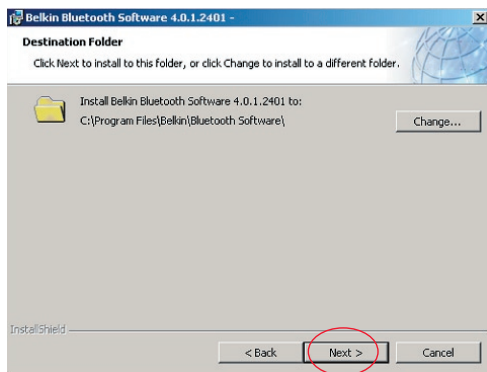 Belkin Bluetooth Software 4.0.1.2401 -
Destination Folder
Click Next to install to this folder, or click Change to install to a different folder.
Install Belkin Bluetooth Software 4.0.1.2401 to:
C:\Program Files\Belkin\Bluetooth Software\
Change...
InstallShield
< Back
Next >
Cancel